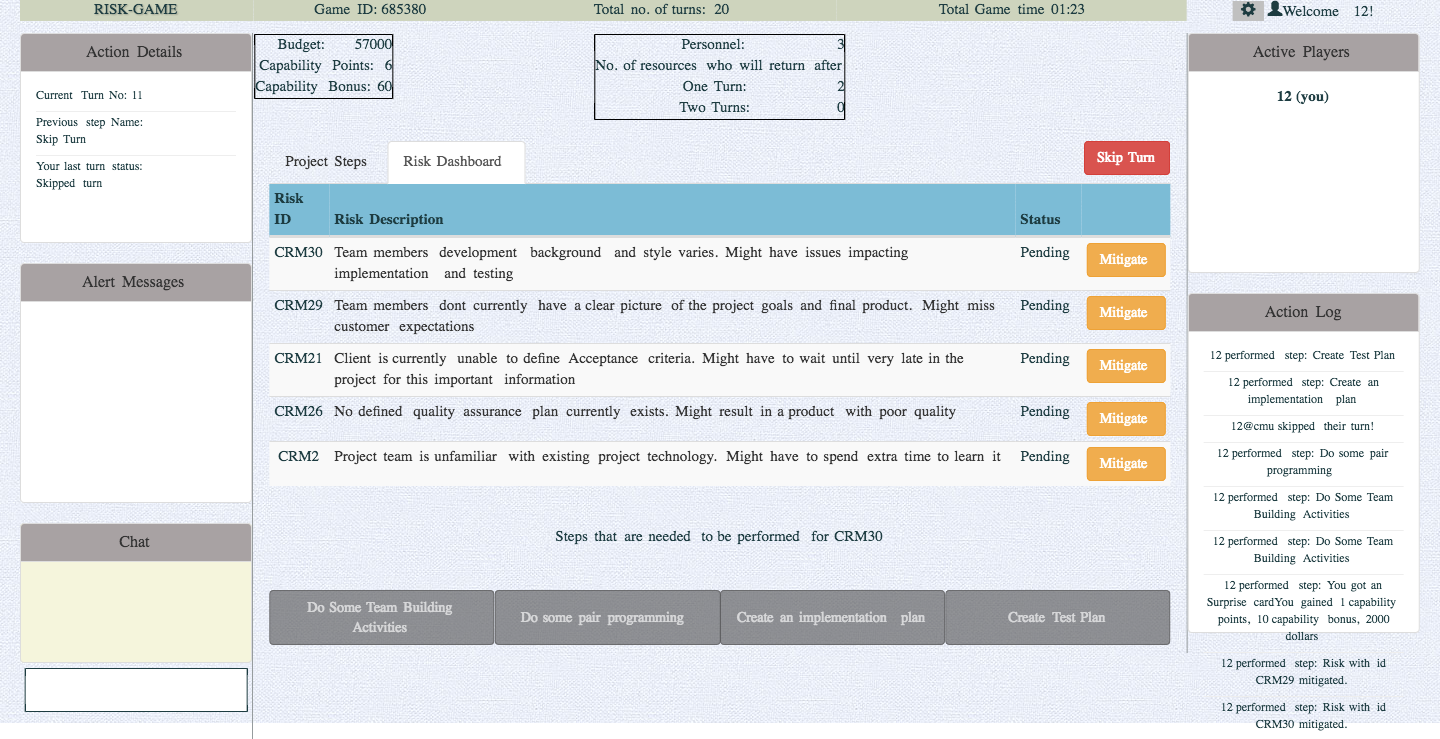 RISK-GAME
Game ID: 685380
Total no. of turns: 20
Total Game time 01:23
Welcome 12!
Action Details
Current Turn No: 11
Previous step Name:
Skip Turn
Your last turn status:
Skipped turn
Alert Messages
Chat
Budget: 57000
Capability Points: 6
Capability Bonus: 60
Personnel: 3
No. of resources who will return after
One Turn: 2
Two Turns: 0
Project Steps
Risk Dashboard
Skip Turn
Risk
ID Risk Description Status
CRM30 Team members development background and style varies. Might have issues impacting Pending Mitigate
implementation and testing
CRM29 Team members dont currently have a clear picture of the project goals and final product. Might miss Pending Mitigate
customer expectations
CRM21 Client is currently unable to define Acceptance criteria. Might have to wait until very late in the Pending Mitigate
project for this important information
CRM26 No defined quality assurance plan currently exists. Might result in a product with poor quality Pending Mitigate
CRM2 Project team is unfamiliar with existing project technology. Might have to spend extra time to learn it Pending Mitigate
Steps that are needed to be performed for CRM30
Do Some Team Building
Activities
Do some pair programming
Create an implementation plan
Create Test Plan
Active Players
12 (you)
Action Log
12 performed step: Create Test Plan
12 performed step: Create an
implementation plan
12@cmu skipped their turn!
12 performed step: Do some pair
programming
12 performed step: Do Some Team
Building Activities
12 performed step: Do Some Team
Building Activities
12 performed step: You got an
Surprise cardYou gained 1 capability
points, 10 capability bonus, 2000
dollars
12 performed step: Risk with id
CRM29 mitigated.
12 performed step: Risk with id
CRM30 mitigated.